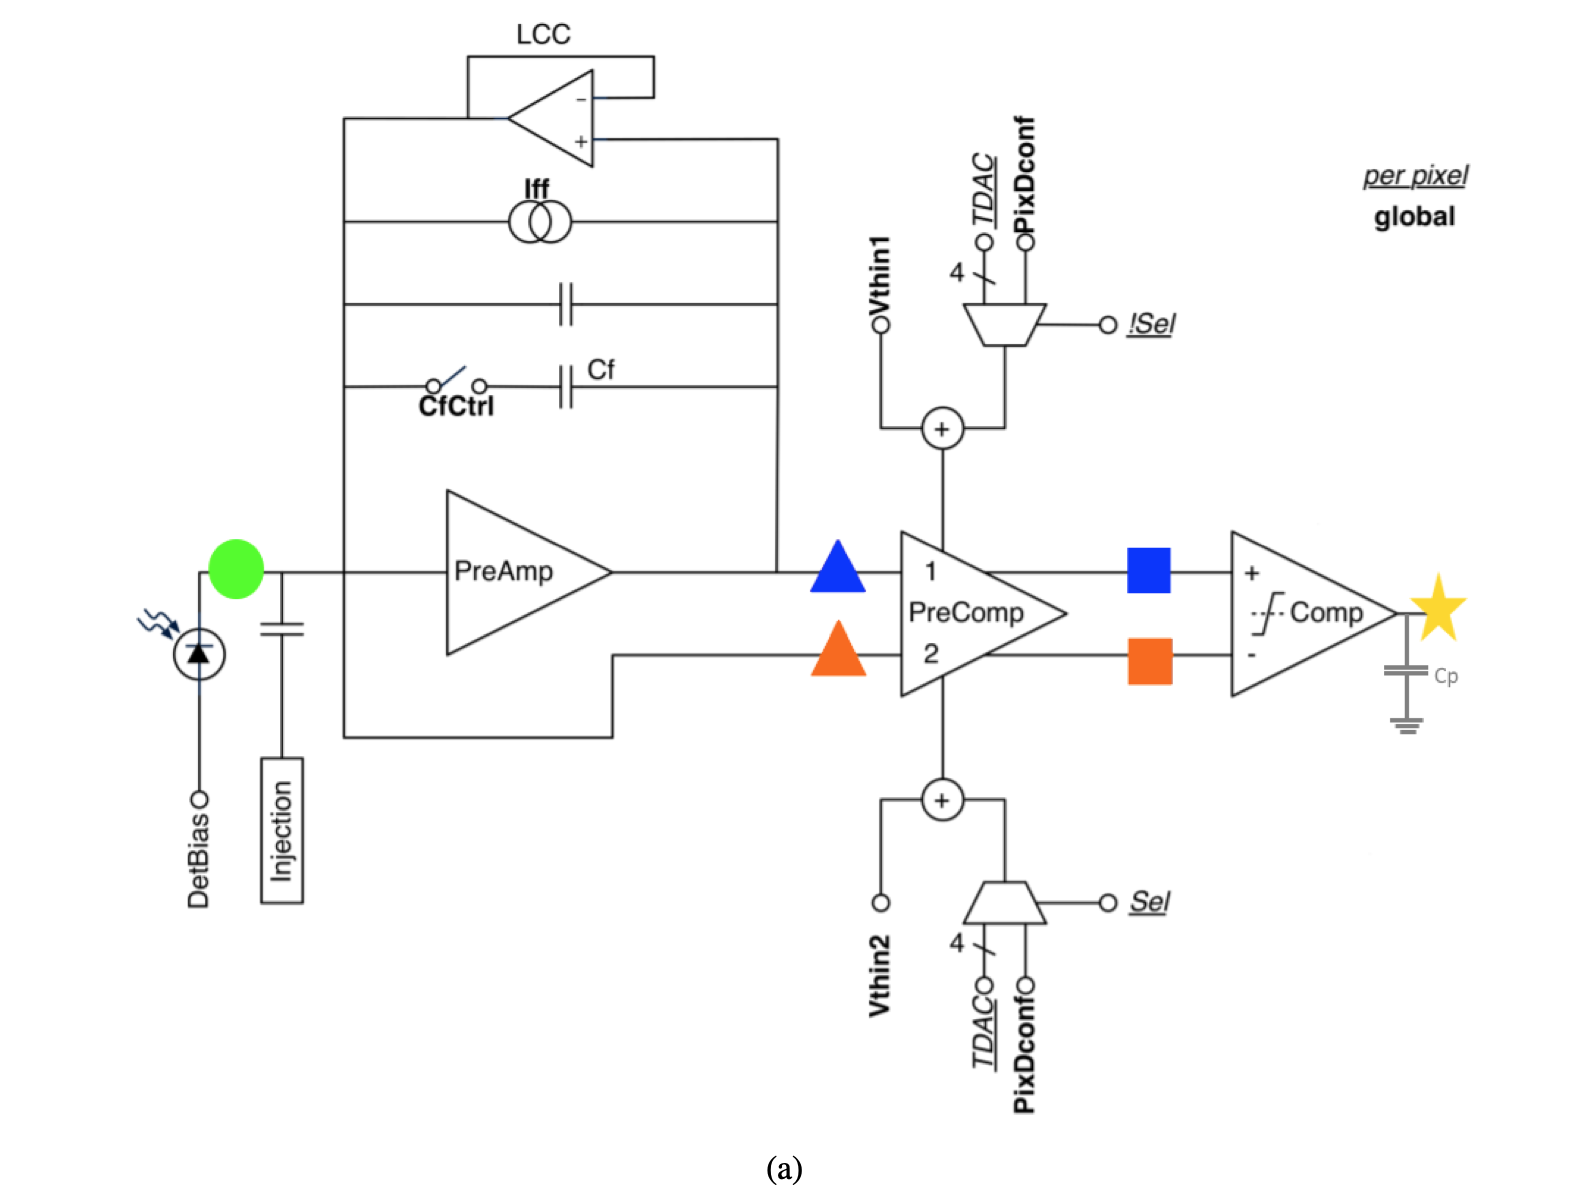 LCC
−
+
Iff
Cf
CfCtrl
TDAC
PixDconf
4
Vthin1
!Sel
per pixel
global
+
PreAmp
1
PreComp
2
+
Comp
-
Cp
DetBias
Injection
+
Vthin2
Sel
4
TDAC
PixDconf
(a)